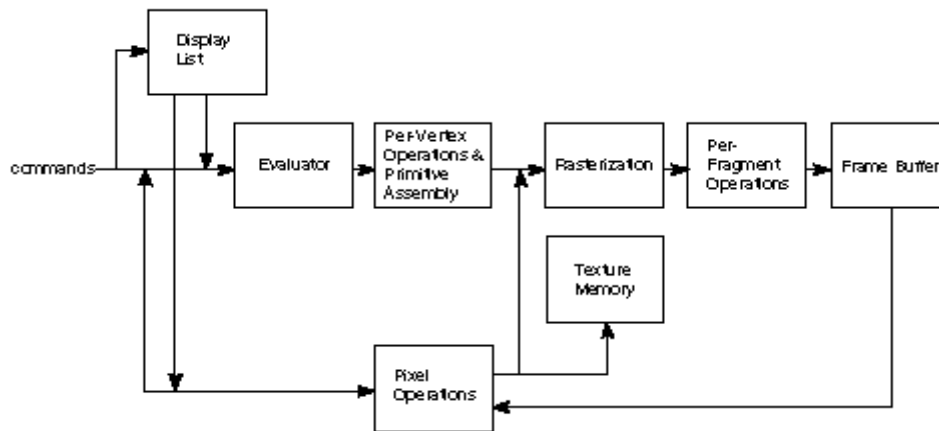 Display
List
commands
Evaluator
Per-Vertex
Operations &
Primitive
Assembly
Rasterization
Per-
Fragment
Operations
Frame Buffer
Texture
Memory
Pixel
Operations